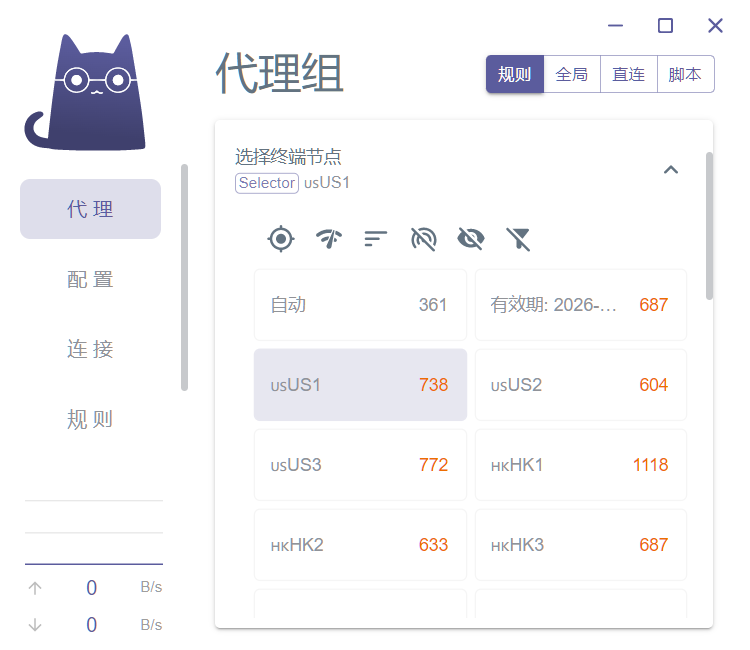 代理组
规则 全局 直连 脚本
代理
配置
连接
规则
0 B/s
0 B/s
选择终端节点
Selector usUS1
自动 361
有效期: 2026-… 687
usUS1 738
usUS2 604
usUS3 772
HKHK1 1118
HKHK2 633
HKHK3 687